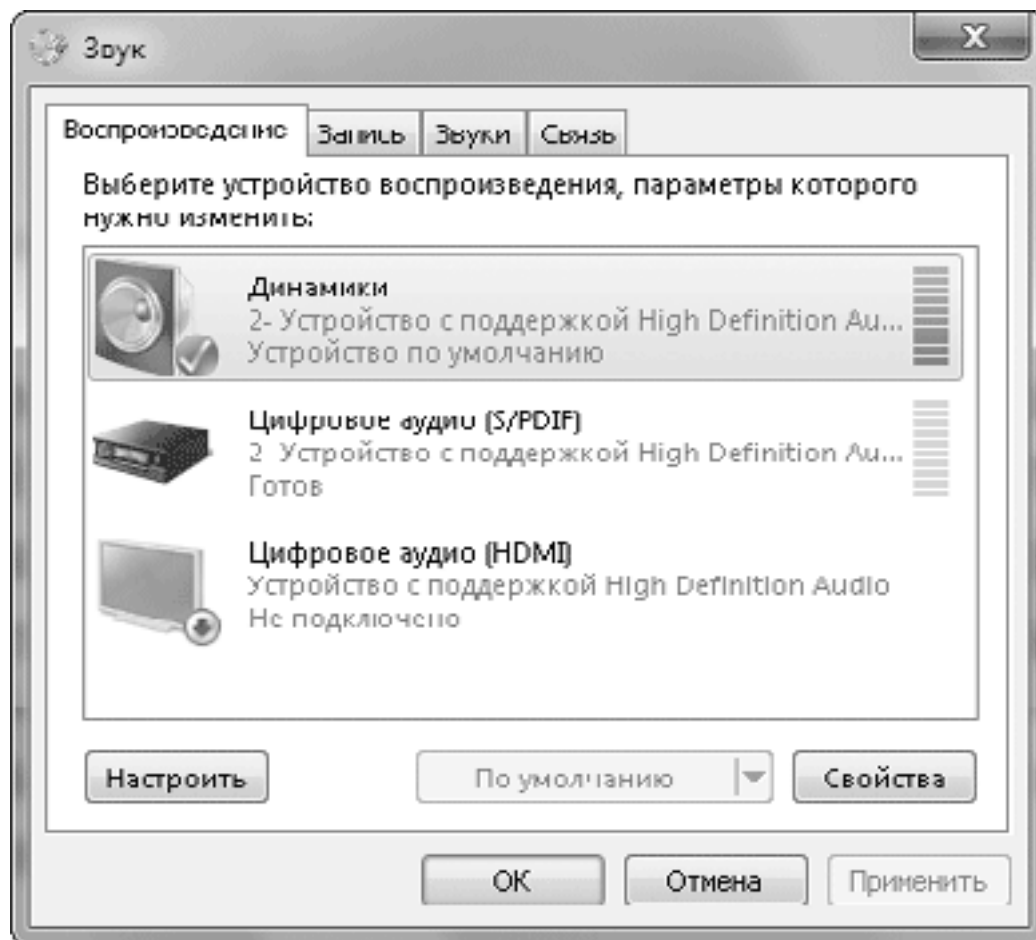 Звук
Воспроизведение Запись Звуки Связь
Выберите устройство воспроизведения, параметры которого
нужно изменить:
Динамики
2- Устройство с поддержкой High Definition Au...
Устройство по умолчанию
Цифровое аудио (S/PDIF)
2- Устройство с поддержкой High Definition Au...
Готов
Цифровое аудио (HDMI)
Устройство с поддержкой High Definition Audio
Не подключено
Настроить По умолчанию Свойства
ОК Отмена Применить